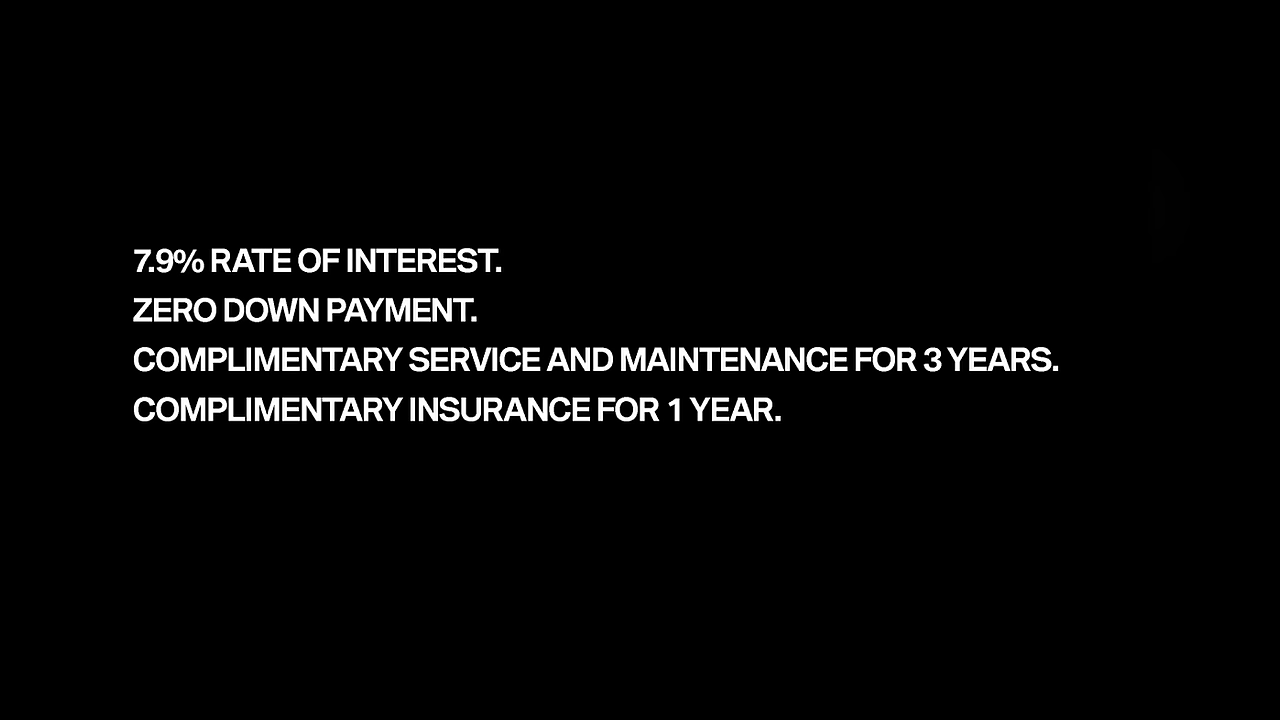 7.9% RATE OF INTEREST.
ZERO DOWN PAYMENT.
COMPLIMENTARY SERVICE AND MAINTENANCE FOR 3 YEARS.
COMPLIMENTARY INSURANCE FOR 1 YEAR.